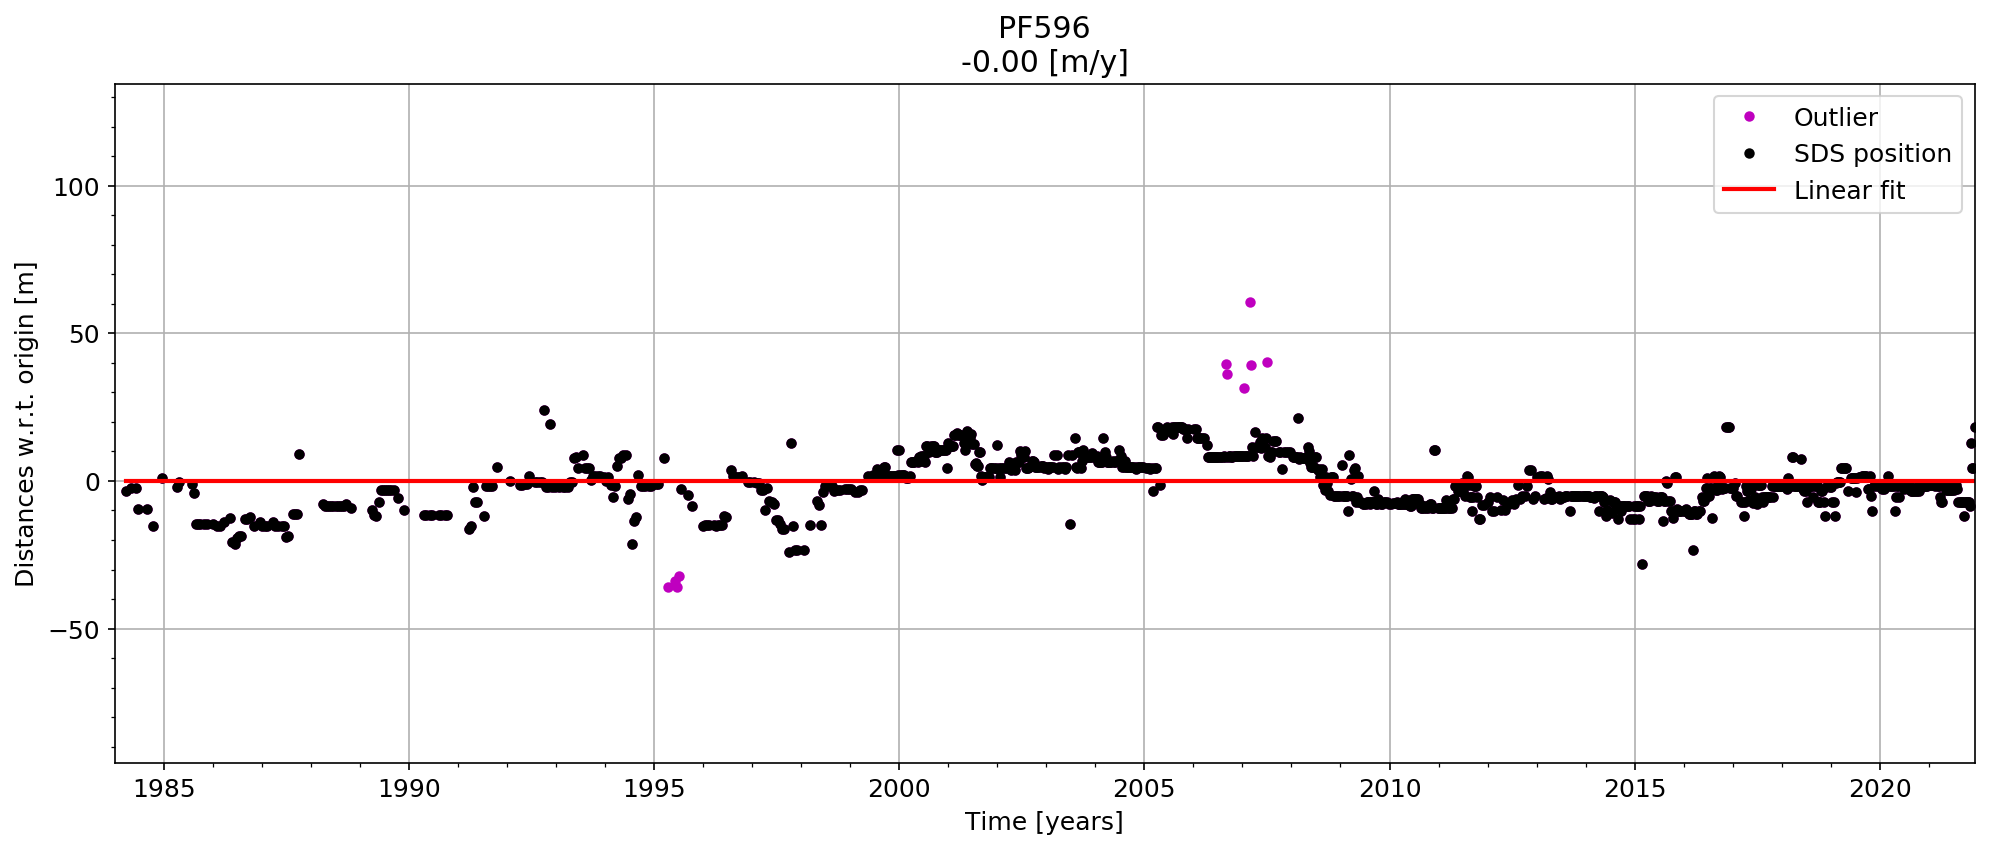 PF596
-0.00 [m/y]
Outlier
SDS position
Linear fit
Distances w.r.t. origin [m]
100
50
0
−50
1985 1990 1995 2000 2005 2010 2015 2020
Time [years]